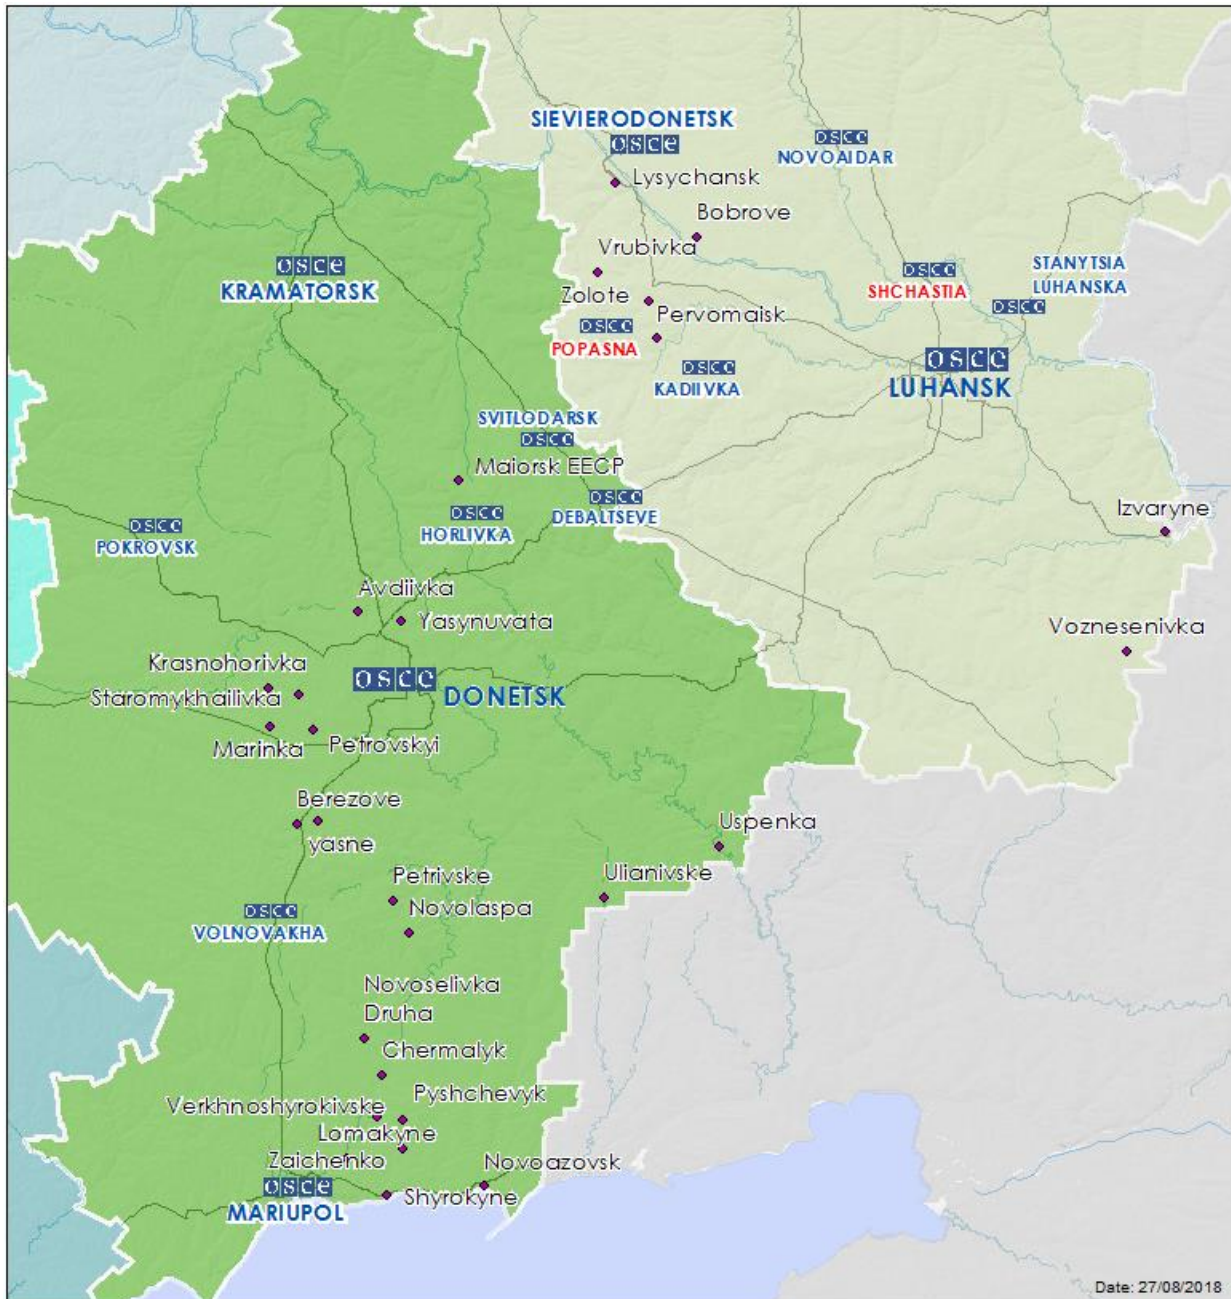 SIEVIERODONETSK
osce
osce
NOVOAIDAR
Lysychansk
Bobrove
osce
KRAMATORSK
Vrubivka
osce
SHCHASTIA
STANYTSIA
LUHANSKA
osce
Zolote
Pervomaisk
osce
POPASNA
osce
KADIIVKA
osce
LUHANSK
SVITLODARSK
osce
Maiorsk EECP
osce
DEBALTSEVE
osce
HORLIVKA
osce
POKROVSK
Izvaryne
Avdiivka
Yasynuvata
Voznesenivka
Krasnohorivka
Staromykhailivka
osce
DONETSK
Marinka
Petrovskyi
Berezove
yasne
Uspenka
Petrivske
Ulianivske
Novolaspa
osce
VOLNOVAKHA
Novoselivka
Druha
Chermalyk
Pyshchevyk
Verkhnoshyrokivske
Lomakyne
Zaichenko
Novoazovsk
osce
Shyrokyne
MARIUPOL
Date: 27/08/2018